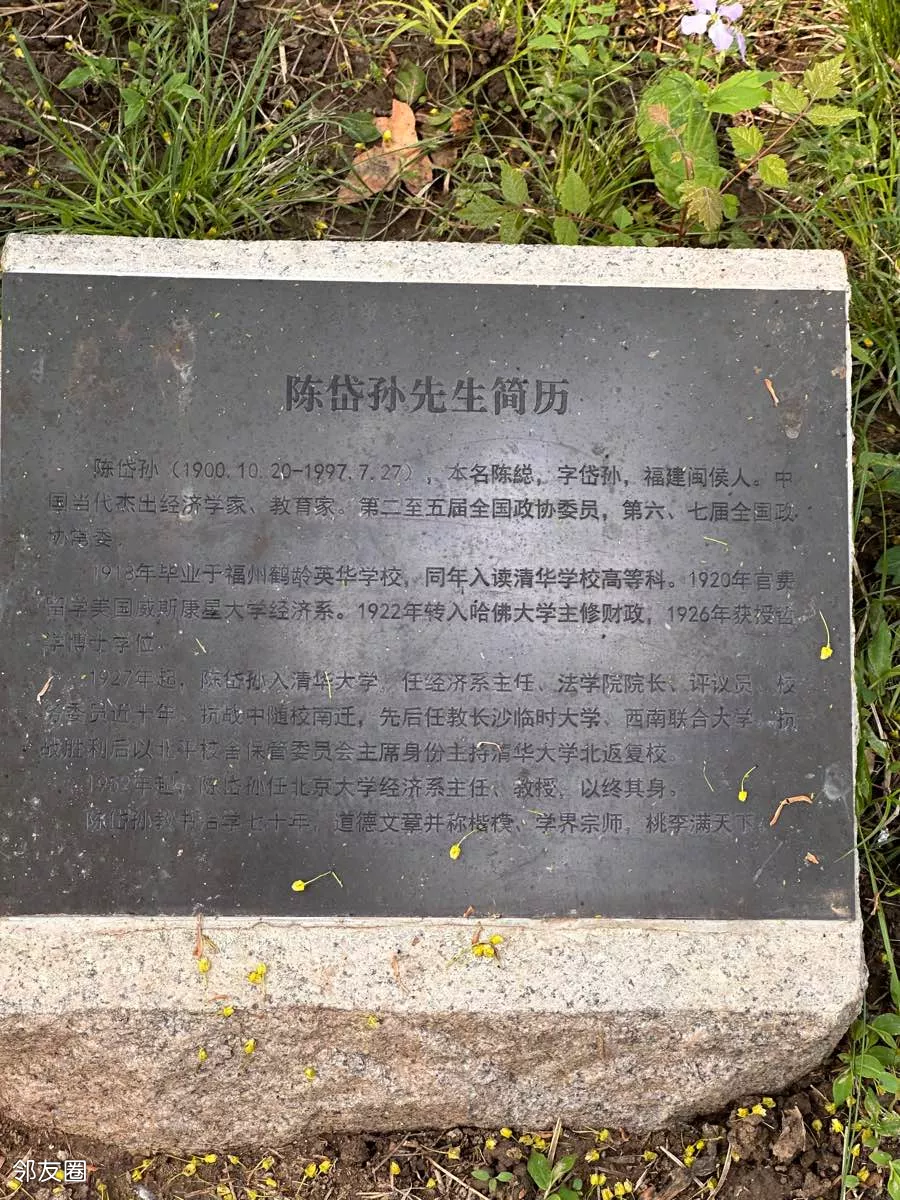 陈岱孙先生简历
陈岱孙（1900.10.20-1997.7.27），本名陈総，字岱孙，福建闽侯人。中
国当代杰出经济学家、教育家。第二至五届全国政协委员，第六、七届全国政
协常委。
1918年毕业于福州鹤龄英华学校，同年入读清华学校高等科。1920年官费
留学美国威斯康星大学经济系。1922年转入哈佛大学主修财政，1926年获授哲
学博士学位
1927年起，陈岱孙入清华大学，任经济系主任、法学院院长、评议员、校
务委员近十年、抗战中随校南迁，先后任教长沙临时大学、西南联合大学，抗
战胜利后以北平校舍保管委员会主席身份主持清华大学北返复校。
1952年起，陈岱孙任北京大学经济系主任、教授，以终其身。
陈岱孙教书治学七十年，道德文章并称楷模、学界宗师，桃李满天下。
邻友圈